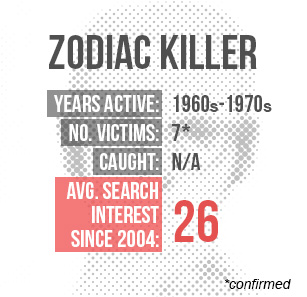 ZODIAC KILLER
YEARS ACTIVE: 1960s-1970s
NO. VICTIMS: 7*
CAUGHT: N/A
AVG. SEARCH
INTEREST
SINCE 2004: 26
*confirmed